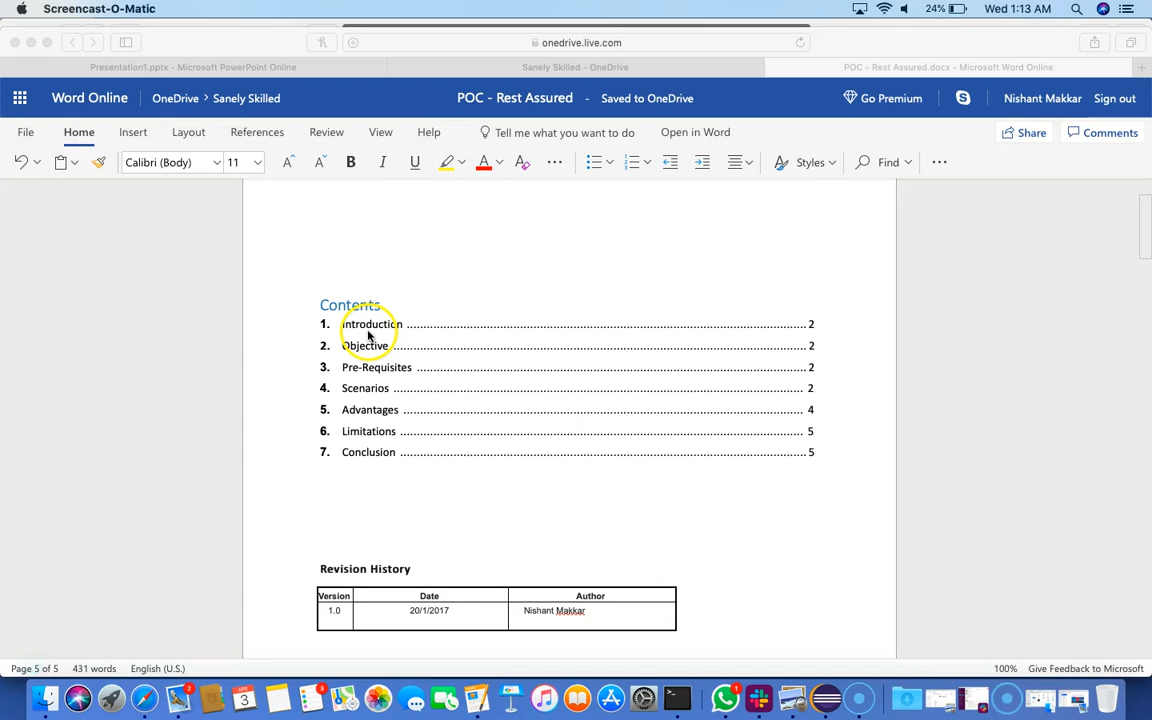 Screencast-O-Matic 24% Wed 1:13 AM
onedrive.live.com
Presentation1.pptx - Microsoft PowerPoint Online Sanely Skilled - OneDrive POC - Rest Assured.docx - Microsoft Word Online
Word Online OneDrive > Sanely Skilled POC - Rest Assured - Saved to OneDrive Go Premium Nishant Makkar Sign out
File Home Insert Layout References Review View Help Tell me what you want to do Open in Word Share Comments
Calibri (Body) 11 B I U A Styles Find
Contents
1. Introduction 2
2. Objective 2
3. Pre-Requisites 2
4. Scenarios 2
5. Advantages 4
6. Limitations 5
7. Conclusion 5
Revision History
Version Date Author
1.0 20/1/2017 Nishant Makkar
Page 5 of 5 431 words English (U.S.) 100% Give Feedback to Microsoft